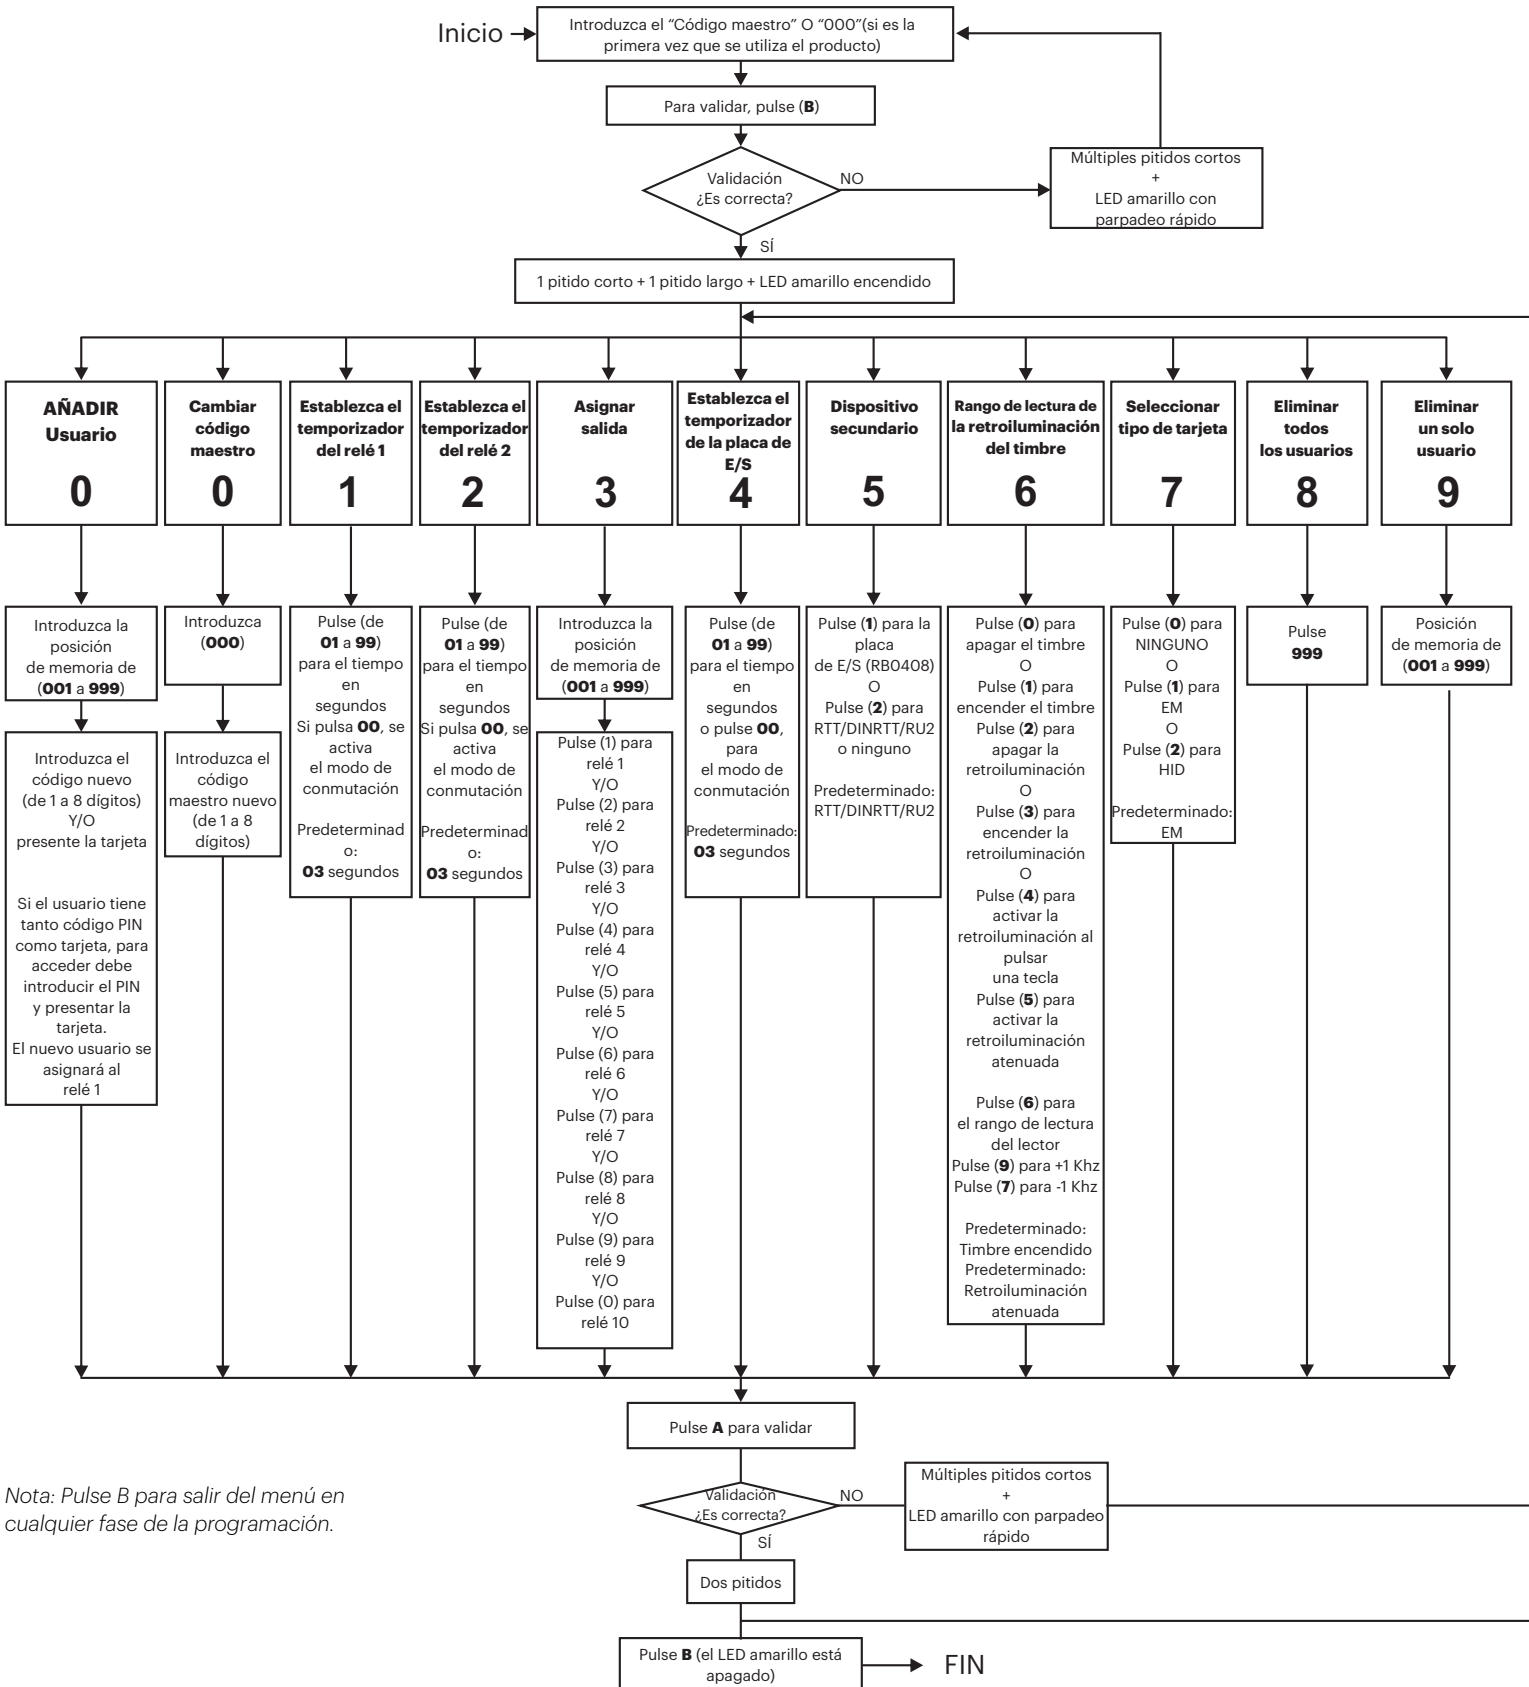 Inicio
Introduzca el “Código maestro” O “000”(si es la
primera vez que se utiliza el producto)
Para validar, pulse (B)
Validación
¿Es correcta?
NO
Múltiples pitidos cortos
+
LED amarillo con
parpadeo rápido
SÍ
1 pitido corto + 1 pitido largo + LED amarillo encendido
AÑADIR
Usuario
0
Cambiar
código
maestro
0
Establezca el
temporizador
del relé 1
1
Establezca el
temporizador
del relé 2
2
Asignar
salida
3
Establezca el
temporizador
de la placa de
E/S
4
Dispositivo
secundario
5
Rango de lectura de
la retroiluminación
del timbre
6
Seleccionar
tipo de tarjeta
7
Eliminar
todos
los usuarios
8
Eliminar
un solo
usuario
9
Introduzca la
posición
de memoria de
(001 a 999)
Introduzca el
código nuevo
(de 1 a 8 dígitos)
Y/O
presente la tarjeta
Si el usuario tiene
tanto código PIN
como tarjeta, para
acceder debe
introducir el PIN
y presentar la
tarjeta.
El nuevo usuario se
asignará al
relé 1
Introduzca
(000)
Introduzca el
código
maestro nuevo
(de 1 a 8
dígitos)
Pulse (de
01 a 99)
para el tiempo
en
segundos
Si pulsa 00, se
activa
el modo de
conmutación
Predeterminad
o:
03 segundos
Pulse (de
01 a 99)
para el tiempo
en
segundos
Si pulsa 00, se
activa
el modo de
conmutación
Predeterminad
o:
03 segundos
Introduzca la
posición
de memoria de
(001 a 999)
Pulse (1) para
relé 1
Y/O
Pulse (2) para
relé 2
Y/O
Pulse (3) para
relé 3
Y/O
Pulse (4) para
relé 4
Y/O
Pulse (5) para
relé 5
Y/O
Pulse (6) para
relé 6
Y/O
Pulse (7) para
relé 7
Y/O
Pulse (8) para
relé 8
Y/O
Pulse (9) para
relé 9
Y/O
Pulse (0) para
relé 10
Pulse (de
01 a 99)
para el tiempo
en
segundos
o pulse 00,
para
el modo de
conmutación
Predeterminado:
03 segundos
Pulse (1) para la
placa
de E/S (RB0408)
O
Pulse (2) para
RTT/DINRTT/RU2
o ninguno
Predeterminado:
RTT/DINRTT/RU2
Pulse (0) para
apagar el timbre
O
Pulse (1) para
encender el timbre
Pulse (2) para
apagar la
retroiluminación
O
Pulse (3) para
encender la
retroiluminación
O
Pulse (4) para
activar la
retroiluminación al
pulsar
una tecla
Pulse (5) para
activar la
retroiluminación
atenuada
Pulse (6) para
el rango de lectura
del lector
Pulse (9) para +1 Khz
Pulse (7) para -1 Khz
Predeterminado:
Timbre encendido
Predeterminado:
Retroiluminación
atenuada
Pulse (0) para
NINGUNO
O
Pulse (1) para
EM
O
Pulse (2) para
HID
Predeterminado:
EM
Pulse
999
Posición
de memoria de
(001 a 999)
Pulse A para validar
Validación
¿Es correcta?
NO
Múltiples pitidos cortos
+
LED amarillo con parpadeo
rápido
SÍ
Dos pitidos
Pulse B (el LED amarillo está
apagado)
FIN
Nota: Pulse B para salir del menú en
cualquier fase de la programación.